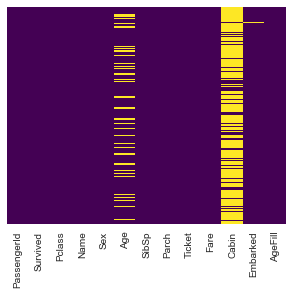 PassengerId
Survived
Pclass
Name
Sex
Age
SibSp
Parch
Ticket
Fare
Cabin
Embarked
AgeFill